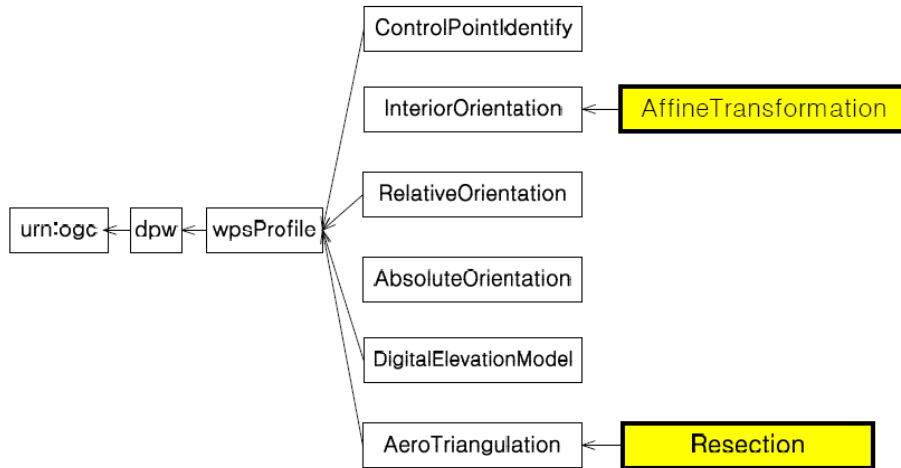 ControlPointIdentify
InteriorOrientation
AffineTransformation
RelativeOrientation
urn:ogc
dpw
wpsProfile
AbsoluteOrientation
DigitalElevationModel
AeroTriangulation
Resection